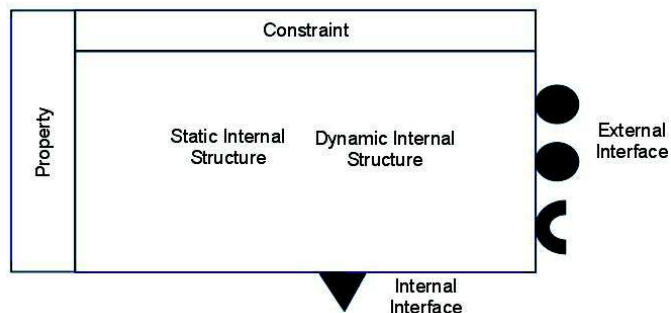 Constraint
Property
Static Internal
Structure
Dynamic Internal
Structure
External
Interface
Internal
Interface